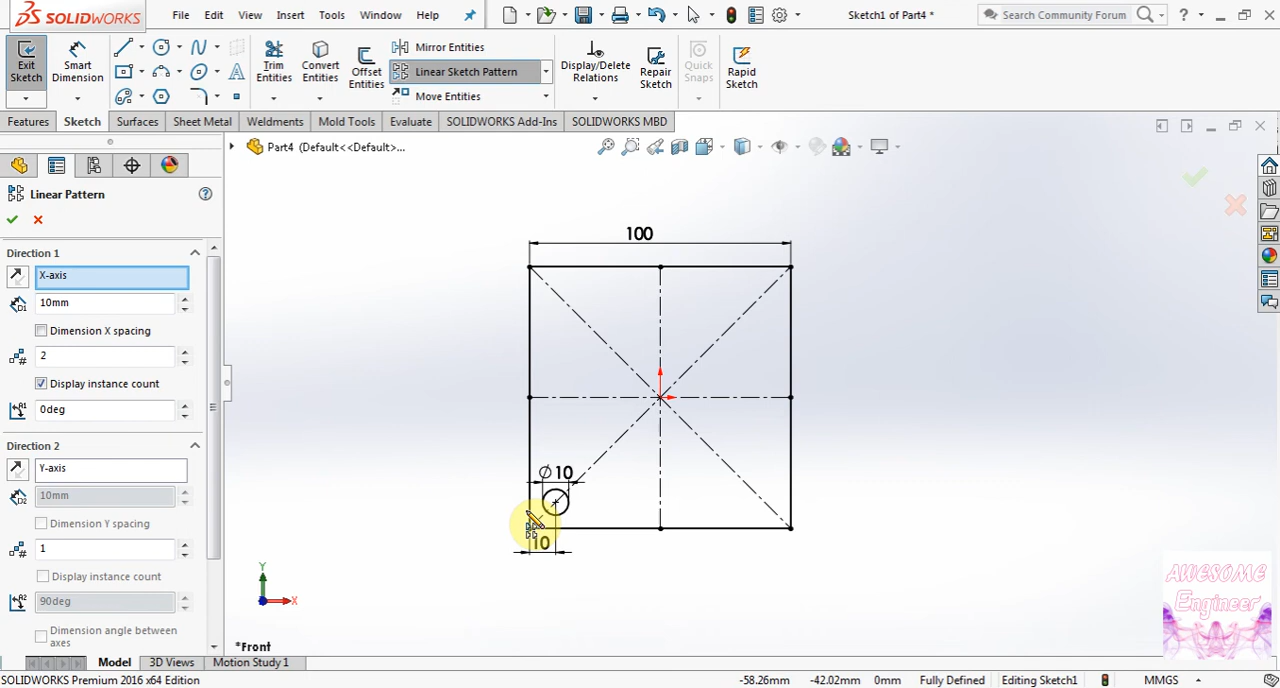 SOLIDWORKS
File Edit View Insert Tools Window Help
Sketch1 of Part4 *
Search Community Forum
?
Exit Sketch
Smart Dimension
Trim Entities
Convert Entities
Offset Entities
Mirror Entities
Linear Sketch Pattern
Move Entities
Display/Delete Relations
Repair Sketch
Quick Snaps
Rapid Sketch
Features Sketch Surfaces Sheet Metal Weldments Mold Tools Evaluate SOLIDWORKS Add-Ins SOLIDWORKS MBD
Part4 (Default<<Default>...
Linear Pattern
Direction 1
X-axis
10mm
Dimension X spacing
2
Display instance count
0deg
Direction 2
Y-axis
10mm
Dimension Y spacing
1
Display instance count
90deg
Dimension angle between axes
100
Ø 10
10
Y
X
*Front
AWESOME
Engineer
Model 3D Views Motion Study 1
SOLIDWORKS Premium 2016 x64 Edition
-58.26mm -42.02mm 0mm Fully Defined Editing Sketch1 MMGS